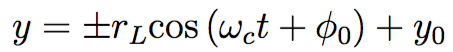 y = ±r_L cos (ω_c t + ϕ_0) + y_0